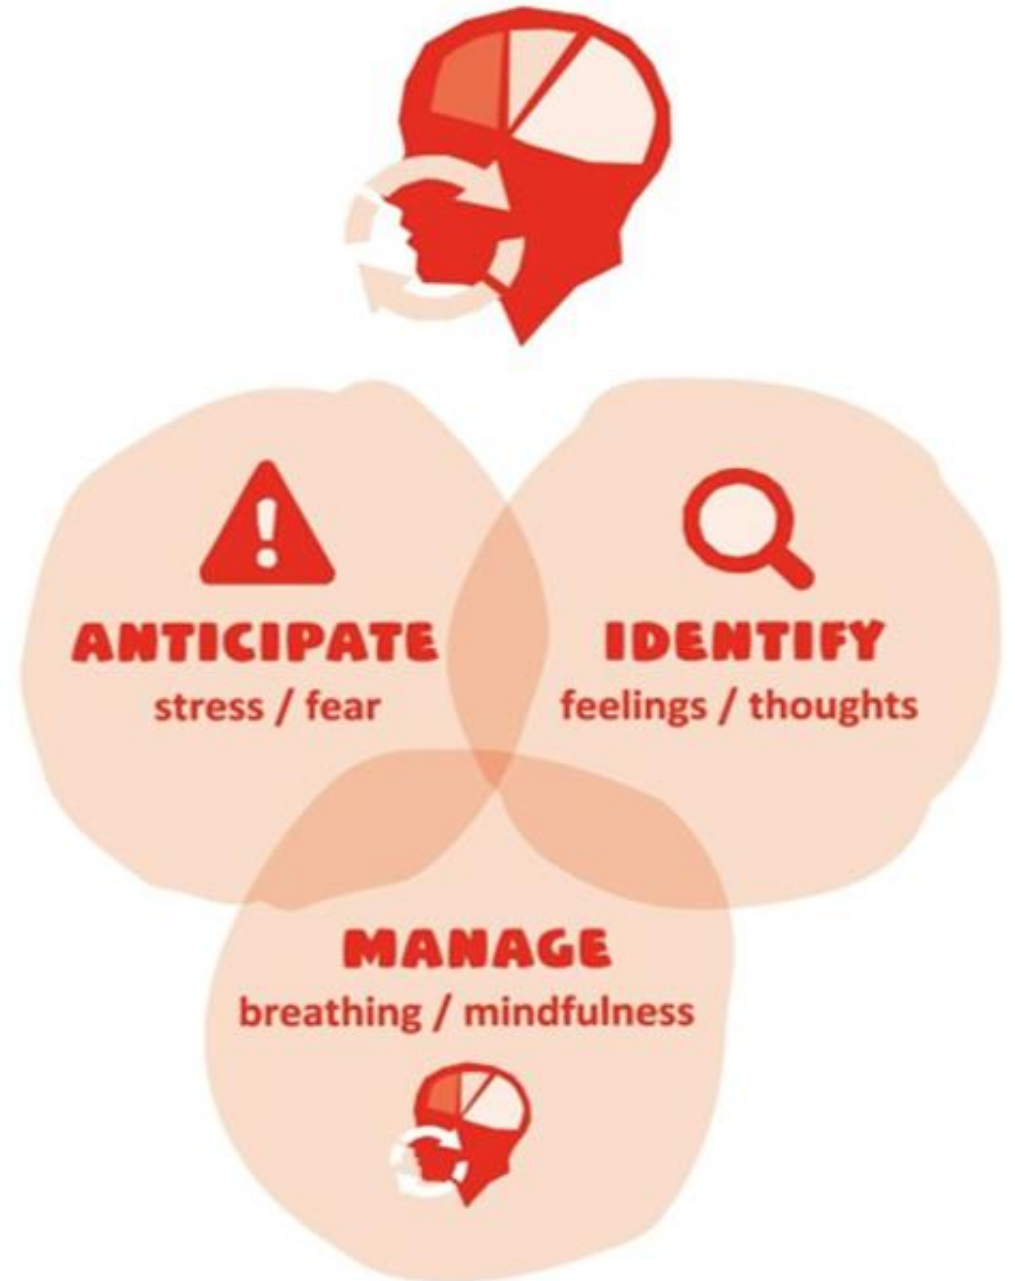 ANTICIPATE
stress / fear
IDENTIFY
feelings / thoughts
MANAGE
breathing / mindfulness